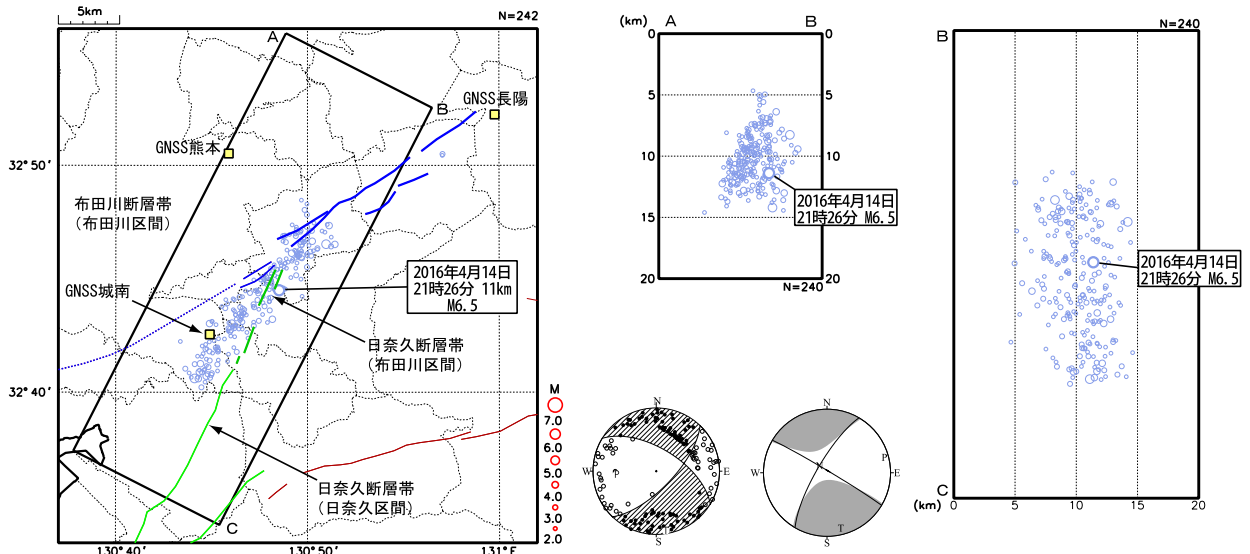 5km
N=242
A
B
GNSS長陽
GNSS熊本
32°50′
布田川断層帯
(布田川区間)
GNSS城南
2016年4月14日
21時26分 11km
M6.5
日奈久断層帯
(布田川区間)
32°40′
日奈久断層帯
(日奈久区間)
C
130°40′
130°50′
131°E
M
7.0
6.0
5.0
4.0
3.0
2.0
(km)
A
B
0
0
5
5
10
10
15
15
20
20
2016年4月14日
21時26分 M6.5
N=240
N
W
P
E
S
N
W
N
P
E
T
S
N=240
B
2016年4月14日
21時26分 M6.5
C
(km)
0
5
10
15
20